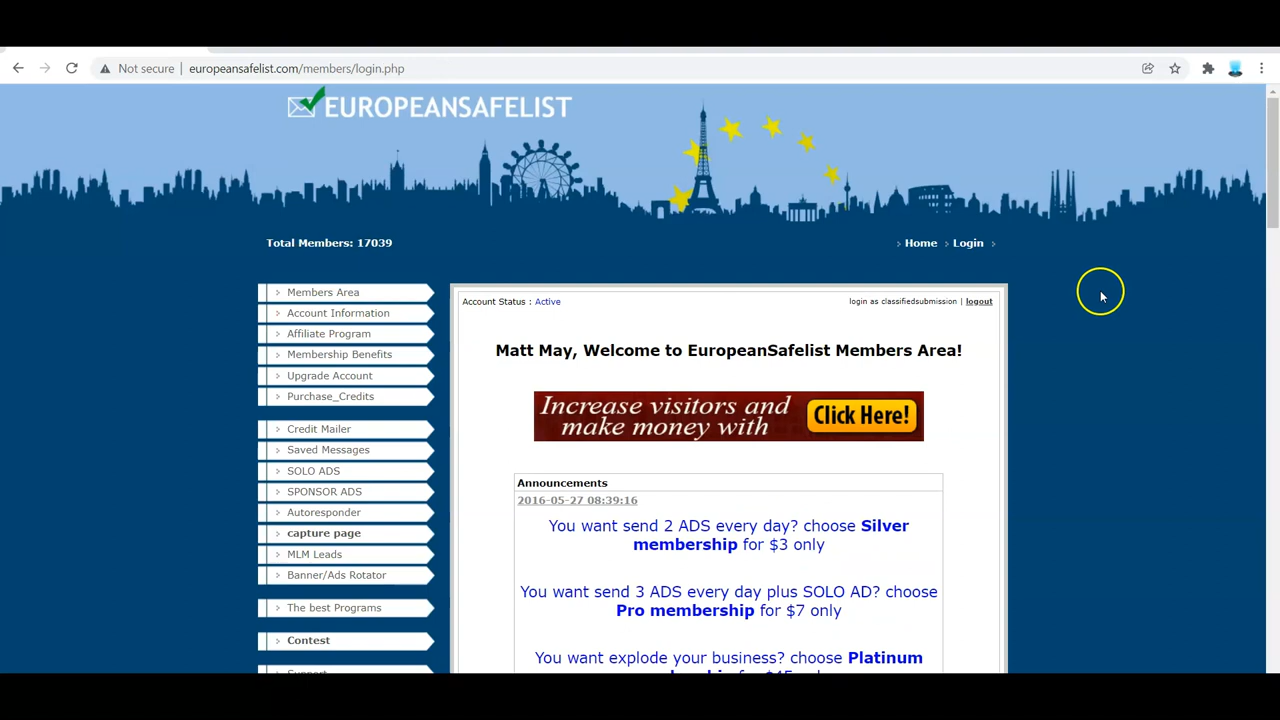 Not secure | europeansafelist.com/members/login.php
EUROPEANSAFELIST
Total Members: 17039
Home
Login
Members Area
Account Information
Affiliate Program
Membership Benefits
Upgrade Account
Purchase_Credits
Credit Mailer
Saved Messages
SOLO ADS
SPONSOR ADS
Autoresponder
capture page
MLM Leads
Banner/Ads Rotator
The best Programs
Contest
Support
Account Status : Active
login as classifiedsubmission | logout
Matt May, Welcome to EuropeanSafelist Members Area!
Increase visitors and
make money with
Click Here!
Announcements
2016-05-27 08:39:16
You want send 2 ADS every day? choose Silver
membership for $3 only
You want send 3 ADS every day plus SOLO AD? choose
Pro membership for $7 only
You want explode your business? choose Platinum